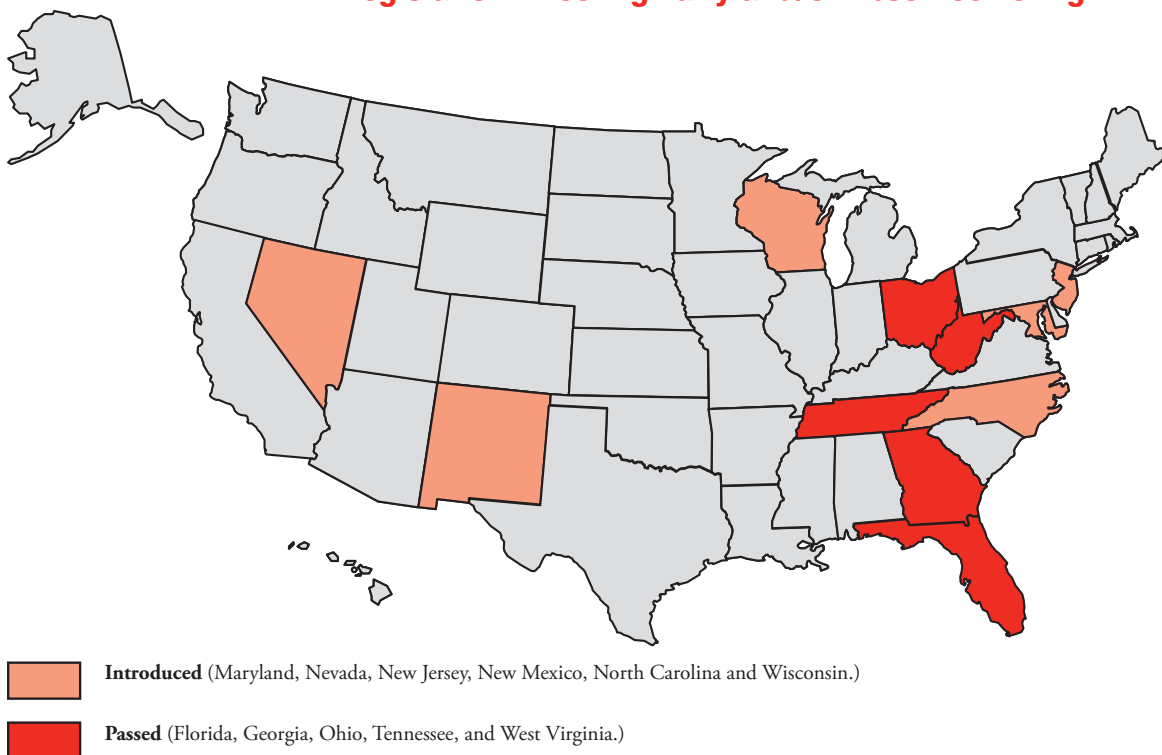 Introduced (Maryland, Nevada, New Jersey, New Mexico, North Carolina and Wisconsin.)
Passed (Florida, Georgia, Ohio, Tennessee, and West Virginia.)